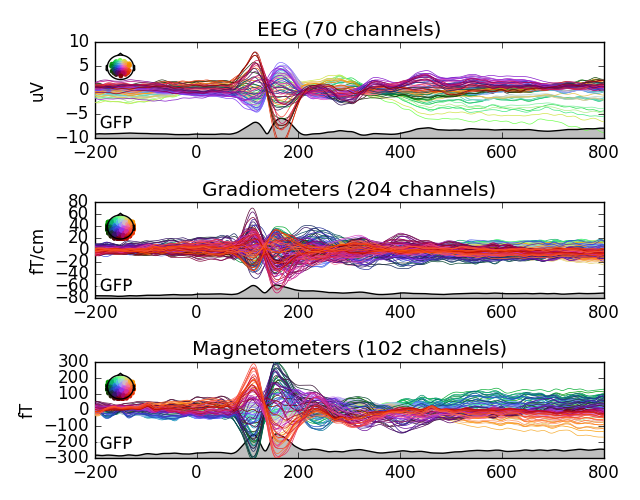 EEG (70 channels)
10
5
0
−5
−10
uV
GFP
−200 0 200 400 600 800
Gradiometers (204 channels)
80
60
40
20
0
−20
−40
−60
−80
fT/cm
GFP
−200 0 200 400 600 800
Magnetometers (102 channels)
300
200
100
0
−100
−200
−300
fT
GFP
−200 0 200 400 600 800